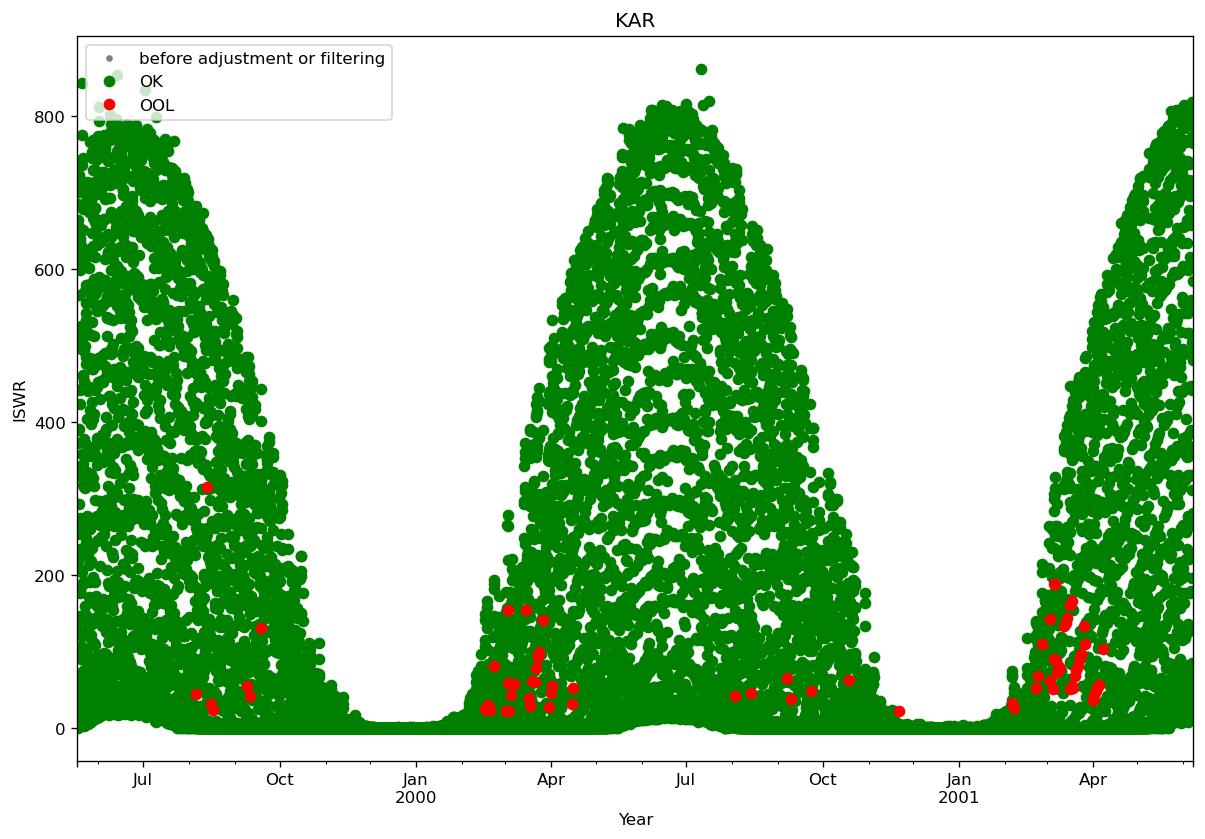 KAR
before adjustment or filtering
OK
OOL
800
600
400
200
0
ISWR
Jul
Oct
Jan
2000
Apr
Jul
Oct
Jan
2001
Apr
Year